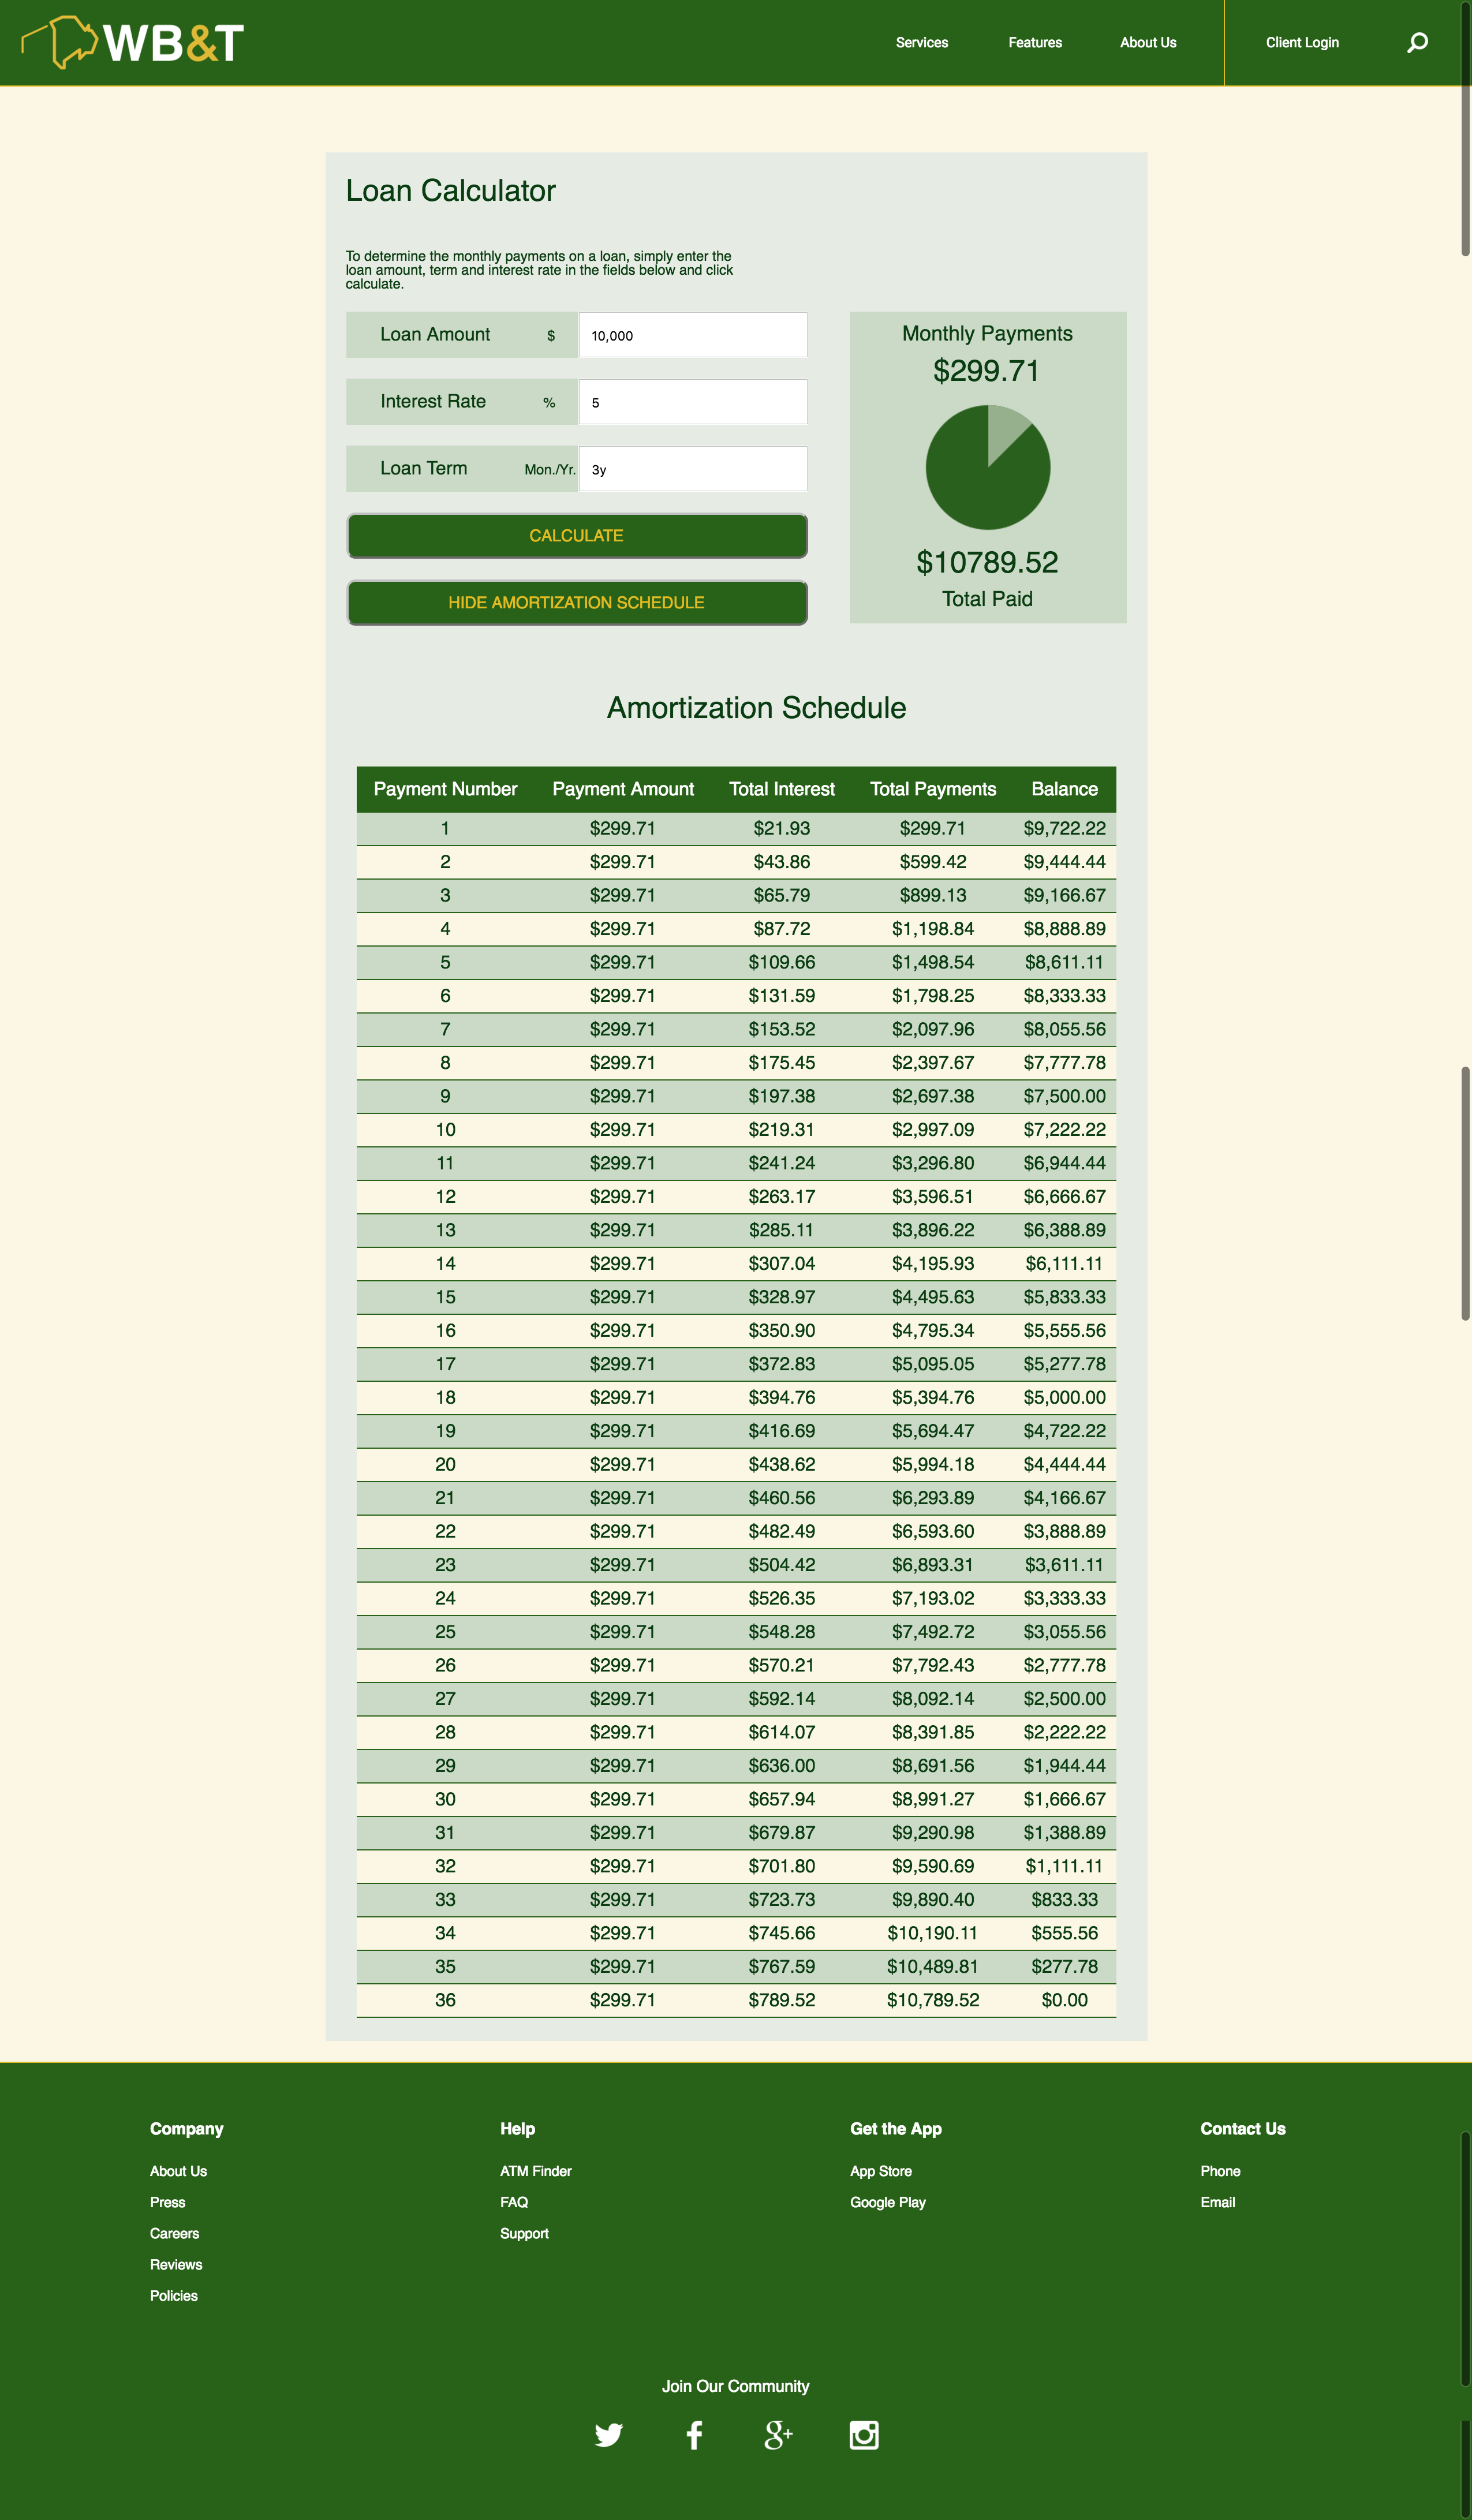 WB&T
Services Features About Us Client Login
Loan Calculator
To determine the monthly payments on a loan, simply enter the
loan amount, term and interest rate in the fields below and click
calculate.
Loan Amount $ 10,000
Interest Rate % 5
Loan Term Mon./Yr. 3y
CALCULATE
HIDE AMORTIZATION SCHEDULE
Monthly Payments
$299.71
$10789.52
Total Paid
Amortization Schedule
Payment Number Payment Amount Total Interest Total Payments Balance
1 $299.71 $21.93 $299.71 $9,722.22
2 $299.71 $43.86 $599.42 $9,444.44
3 $299.71 $65.79 $899.13 $9,166.67
4 $299.71 $87.72 $1,198.84 $8,888.89
5 $299.71 $109.66 $1,498.54 $8,611.11
6 $299.71 $131.59 $1,798.25 $8,333.33
7 $299.71 $153.52 $2,097.96 $8,055.56
8 $299.71 $175.45 $2,397.67 $7,777.78
9 $299.71 $197.38 $2,697.38 $7,500.00
10 $299.71 $219.31 $2,997.09 $7,222.22
11 $299.71 $241.24 $3,296.80 $6,944.44
12 $299.71 $263.17 $3,596.51 $6,666.67
13 $299.71 $285.11 $3,896.22 $6,388.89
14 $299.71 $307.04 $4,195.93 $6,111.11
15 $299.71 $328.97 $4,495.63 $5,833.33
16 $299.71 $350.90 $4,795.34 $5,555.56
17 $299.71 $372.83 $5,095.05 $5,277.78
18 $299.71 $394.76 $5,394.76 $5,000.00
19 $299.71 $416.69 $5,694.47 $4,722.22
20 $299.71 $438.62 $5,994.18 $4,444.44
21 $299.71 $460.56 $6,293.89 $4,166.67
22 $299.71 $482.49 $6,593.60 $3,888.89
23 $299.71 $504.42 $6,893.31 $3,611.11
24 $299.71 $526.35 $7,193.02 $3,333.33
25 $299.71 $548.28 $7,492.72 $3,055.56
26 $299.71 $570.21 $7,792.43 $2,777.78
27 $299.71 $592.14 $8,092.14 $2,500.00
28 $299.71 $614.07 $8,391.85 $2,222.22
29 $299.71 $636.00 $8,691.56 $1,944.44
30 $299.71 $657.94 $8,991.27 $1,666.67
31 $299.71 $679.87 $9,290.98 $1,388.89
32 $299.71 $701.80 $9,590.69 $1,111.11
33 $299.71 $723.73 $9,890.40 $833.33
34 $299.71 $745.66 $10,190.11 $555.56
35 $299.71 $767.59 $10,489.81 $277.78
36 $299.71 $789.52 $10,789.52 $0.00
Company
About Us
Press
Careers
Reviews
Policies
Help
ATM Finder
FAQ
Support
Get the App
App Store
Google Play
Contact Us
Phone
Email
Join Our Community